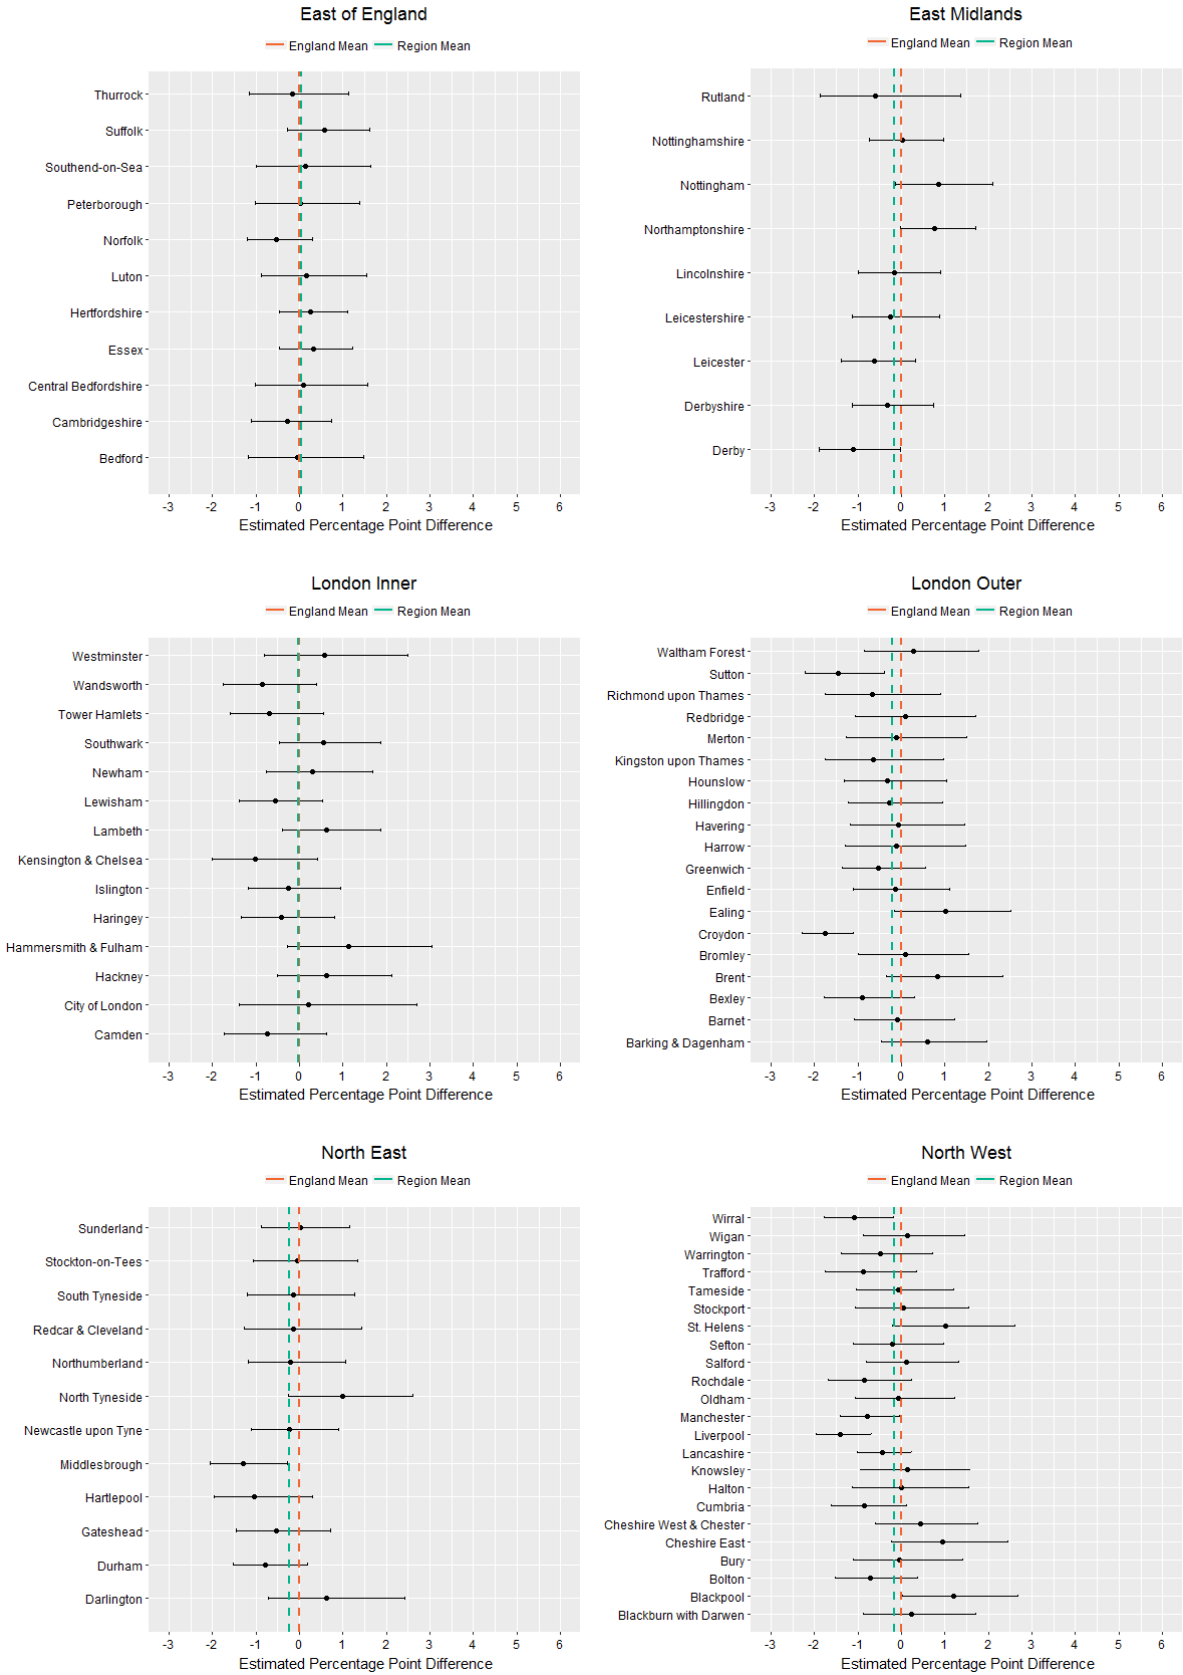 East of England
England Mean Region Mean
Thurrock
Suffolk
Southend-on-Sea
Peterborough
Norfolk
Luton
Hertfordshire
Essex
Central Bedfordshire
Cambridgeshire
Bedford
-3 -2 -1 0 1 2 3 4 5 6
Estimated Percentage Point Difference
East Midlands
England Mean Region Mean
Rutland
Nottinghamshire
Nottingham
Northamptonshire
Lincolnshire
Leicestershire
Leicester
Derbyshire
Derby
-3 -2 -1 0 1 2 3 4 5 6
Estimated Percentage Point Difference
London Inner
England Mean Region Mean
Westminster
Wandsworth
Tower Hamlets
Southwark
Newham
Lewisham
Lambeth
Kensington & Chelsea
Islington
Haringey
Hammersmith & Fulham
Hackney
City of London
Camden
-3 -2 -1 0 1 2 3 4 5 6
Estimated Percentage Point Difference
London Outer
England Mean Region Mean
Waltham Forest
Sutton
Richmond upon Thames
Redbridge
Merton
Kingston upon Thames
Hounslow
Hillingdon
Havering
Harrow
Greenwich
Enfield
Ealing
Croydon
Bromley
Brent
Bexley
Barnet
Barking & Dagenham
-3 -2 -1 0 1 2 3 4 5 6
Estimated Percentage Point Difference
North East
England Mean Region Mean
Sunderland
Stockton-on-Tees
South Tyneside
Redcar & Cleveland
Northumberland
North Tyneside
Newcastle upon Tyne
Middlesbrough
Hartlepool
Gateshead
Durham
Darlington
-3 -2 -1 0 1 2 3 4 5 6
Estimated Percentage Point Difference
North West
England Mean Region Mean
Wirral
Wigan
Warrington
Trafford
Tameside
Stockport
St. Helens
Sefton
Salford
Rochdale
Oldham
Manchester
Liverpool
Lancashire
Knowsley
Halton
Cumbria
Cheshire West & Chester
Cheshire East
Bury
Bolton
Blackpool
Blackburn with Darwen
-3 -2 -1 0 1 2 3 4 5 6
Estimated Percentage Point Difference